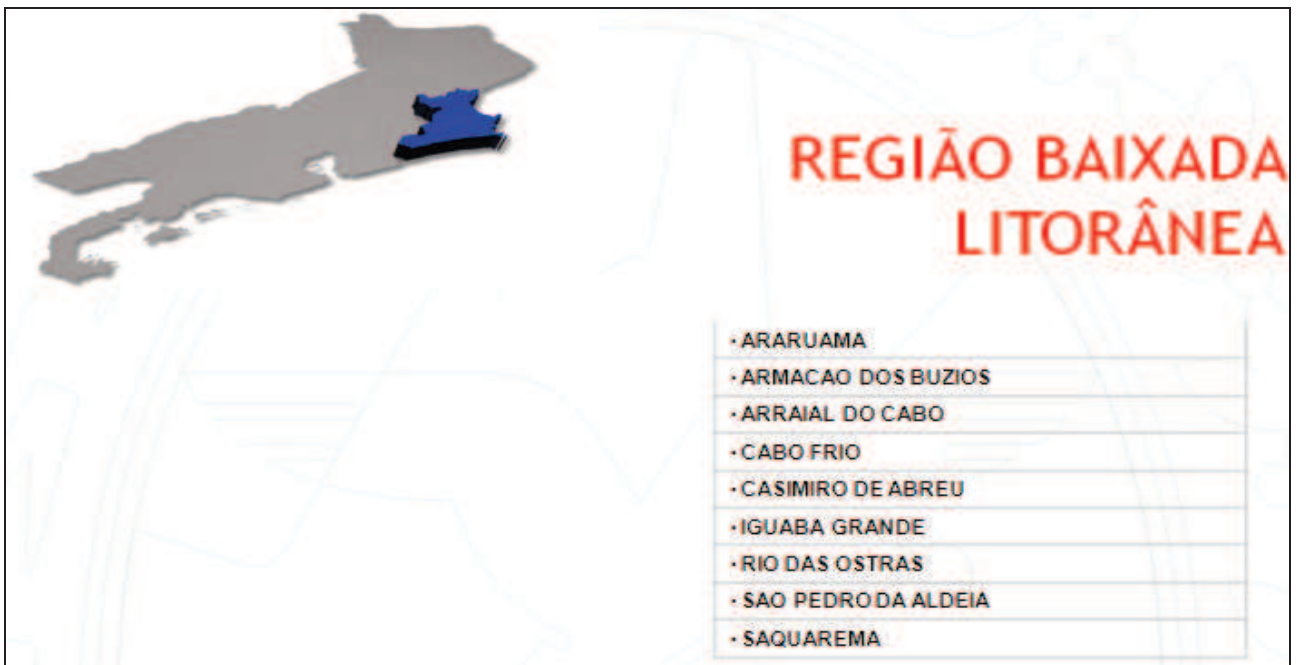 REGIÃO BAIXADA
LITORÂNEA
• ARARUAMA
• ARMACAO DOS BUZIOS
• ARRAIAL DO CABO
• CABO FRIO
• CASIMIRO DE ABREU
• IGUABA GRANDE
• RIO DAS OSTRAS
• SAO PEDRO DA ALDEIA
• SAQUAREMA